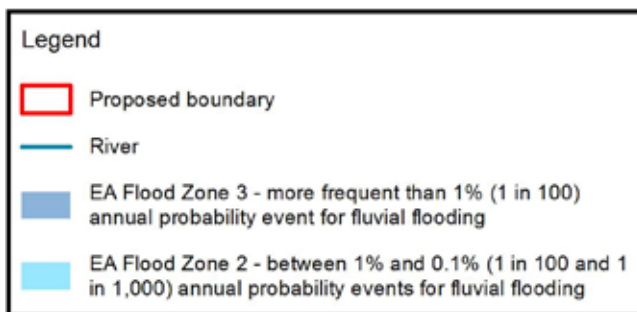 Legend
Proposed boundary
River
EA Flood Zone 3 - more frequent than 1% (1 in 100)
annual probability event for fluvial flooding
EA Flood Zone 2 - between 1% and 0.1% (1 in 100 and 1
in 1,000) annual probability events for fluvial flooding